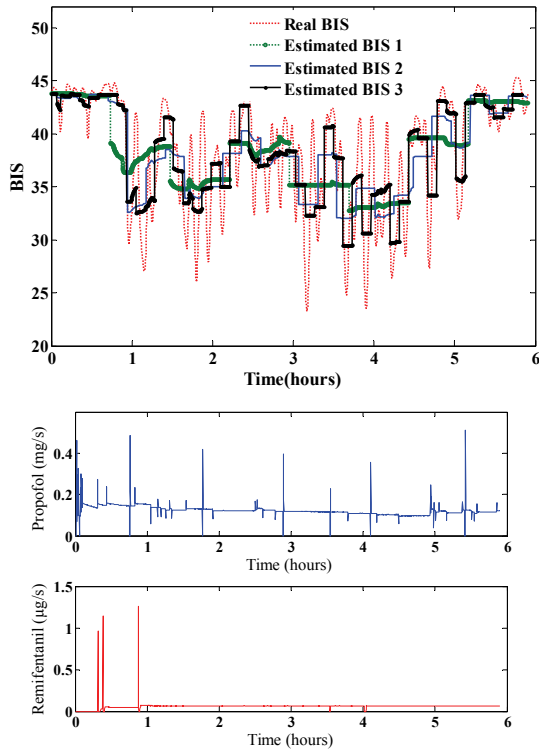 Real BIS
Estimated BIS 1
Estimated BIS 2
Estimated BIS 3
BIS
50
45
40
35
30
25
20
0 1 2 3 4 5 6
Time(hours)
Propofol (mg/s)
0.4
0.2
0
0 1 2 3 4 5 6
Time (hours)
Remifentanil (μg/s)
1.5
1
0.5
0
0 1 2 3 4 5 6
Time (hours)